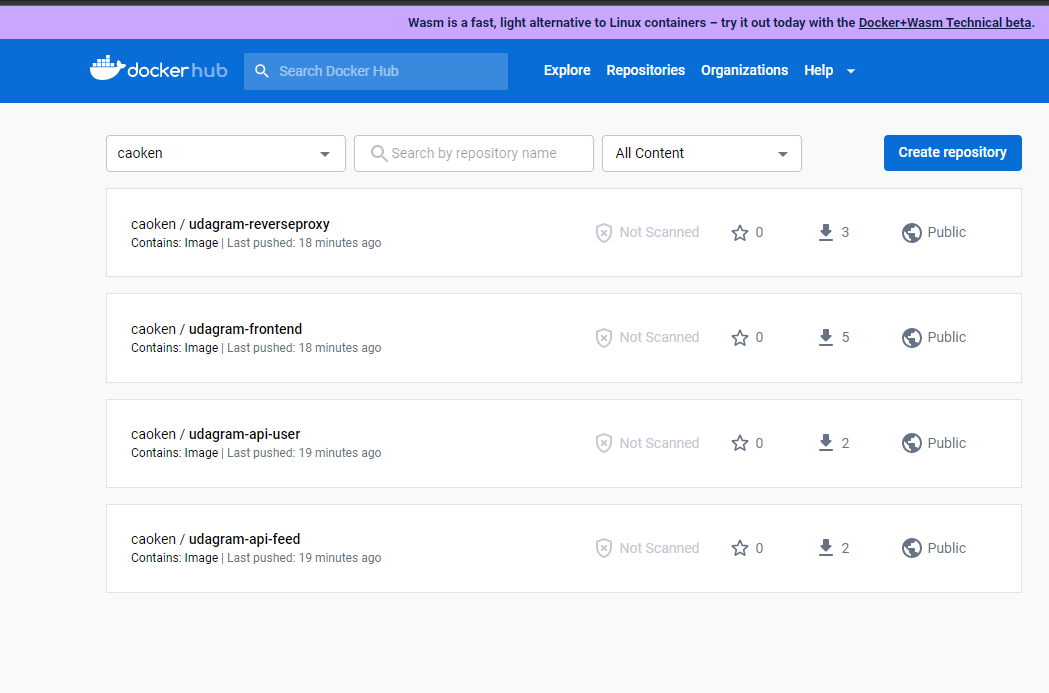 Wasm is a fast, light alternative to Linux containers – try it out today with the Docker+Wasm Technical beta.
docker hub
Search Docker Hub
Explore Repositories Organizations Help
caoken
Search by repository name
All Content
Create repository
caoken / udagram-reverseproxy
Contains: Image | Last pushed: 18 minutes ago
Not Scanned 0 3 Public
caoken / udagram-frontend
Contains: Image | Last pushed: 18 minutes ago
Not Scanned 0 5 Public
caoken / udagram-api-user
Contains: Image | Last pushed: 19 minutes ago
Not Scanned 0 2 Public
caoken / udagram-api-feed
Contains: Image | Last pushed: 19 minutes ago
Not Scanned 0 2 Public